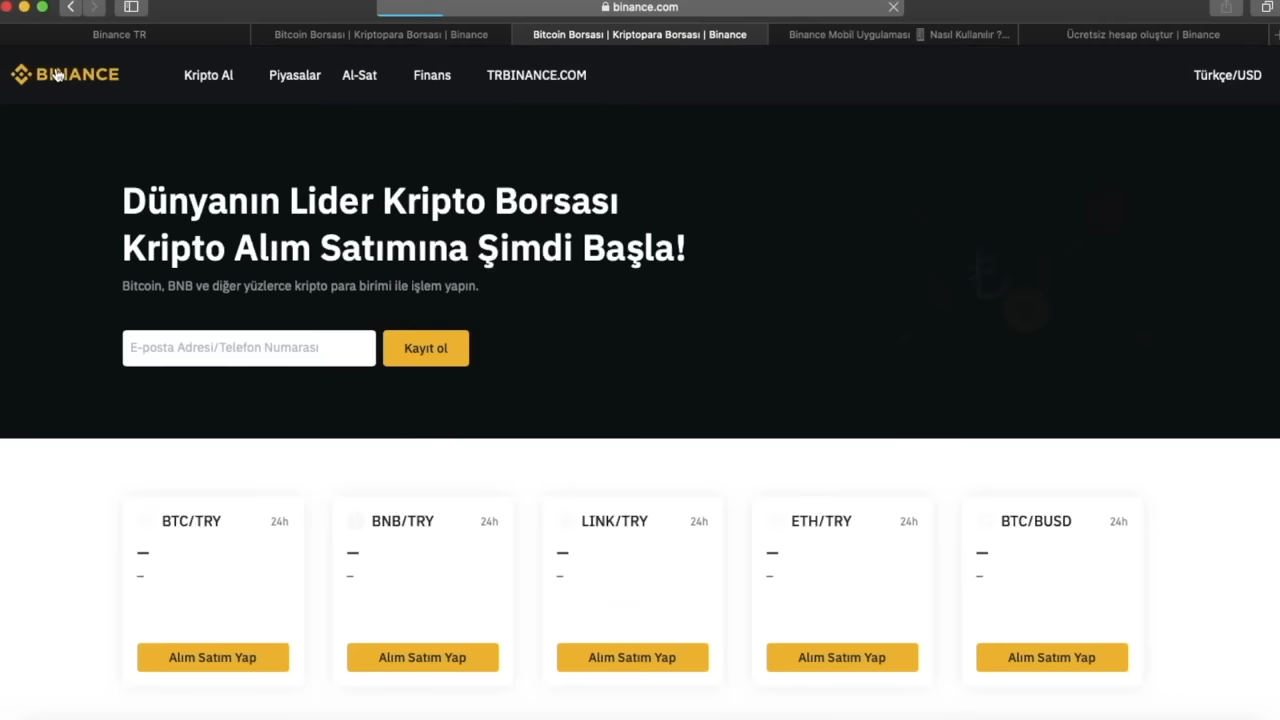 binance.com
Binance TR
Bitcoin Borsası | Kriptopara Borsası | Binance
Bitcoin Borsası | Kriptopara Borsası | Binance
Binance Mobil Uygulaması Nasıl Kullanılır ?...
Ücretsiz hesap oluştur | Binance
BINANCE
Kripto Al
Piyasalar
Al-Sat
Finans
TRBINANCE.COM
Türkçe/USD
Dünyanın Lider Kripto Borsası
Kripto Alım Satımına Şimdi Başla!
Bitcoin, BNB ve diğer yüzlerce kripto para birimi ile işlem yapın.
E-posta Adresi/Telefon Numarası
Kayıt ol
BTC/TRY 24h
–
–
Alım Satım Yap
BNB/TRY 24h
–
–
Alım Satım Yap
LINK/TRY 24h
–
–
Alım Satım Yap
ETH/TRY 24h
–
–
Alım Satım Yap
BTC/BUSD 24h
–
–
Alım Satım Yap